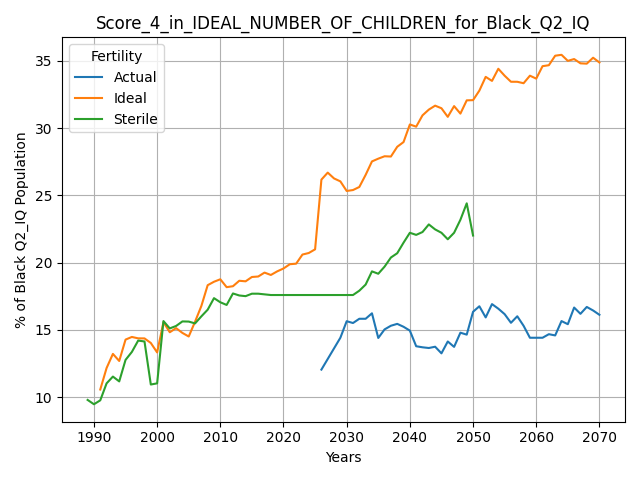 Score_4_in_IDEAL_NUMBER_OF_CHILDREN_for_Black_Q2_IQ
Fertility
Actual
Ideal
Sterile
% of Black Q2_IQ Population
35
30
25
20
15
10
1990 2000 2010 2020 2030 2040 2050 2060 2070
Years